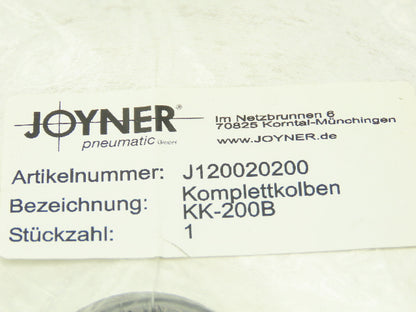 JOYNER®
pneumatic GmbH
Im Netzbrunnen 6
70825 Korntal-Münchingen
www.JOYNER.de
Artikelnummer: J120020200
Bezeichnung: Komplettkolben
KK-200B
Stückzahl: 1